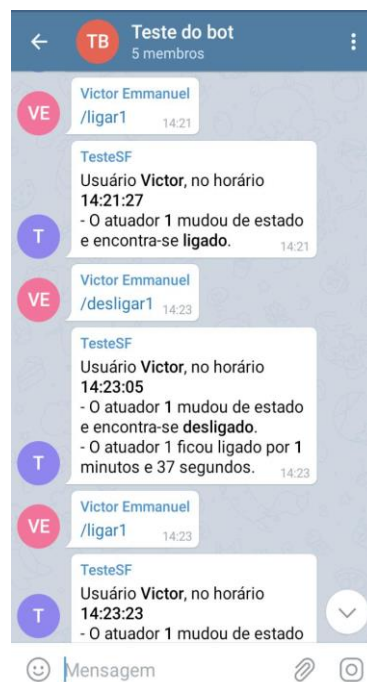 TB
Teste do bot
5 membros
Victor Emmanuel
VE
/ligar1 14:21
TesteSF
Usuário Victor, no horário
14:21:27
- O atuador 1 mudou de estado
e encontra-se ligado. 14:21
T
Victor Emmanuel
VE
/desligar1 14:23
TesteSF
Usuário Victor, no horário
14:23:05
- O atuador 1 mudou de estado
e encontra-se desligado.
- O atuador 1 ficou ligado por 1
minutos e 37 segundos. 14:23
T
Victor Emmanuel
VE
/ligar1 14:23
TesteSF
Usuário Victor, no horário
14:23:23
T
- O atuador 1 mudou de estado
Mensagem